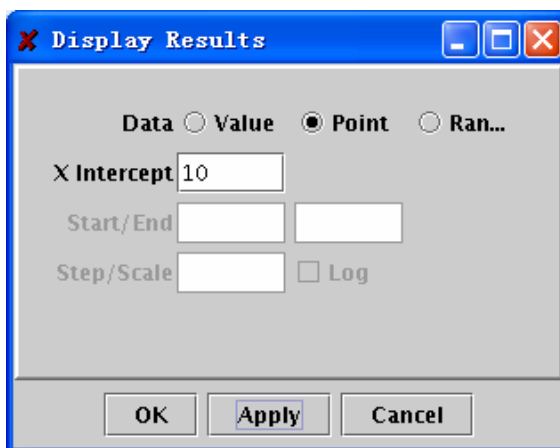 Display Results
Data Value Point Ran...
X Intercept 10
Start/End
Step/Scale Log
OK Apply Cancel